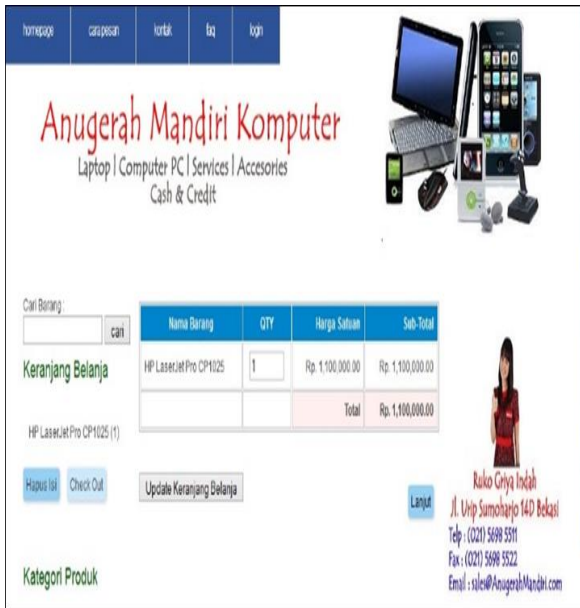 homepage carapesan kontak faq login
Anugerah Mandiri Komputer
Laptop | Computer PC | Services | Accesories
Cash & Credit
Cari Barang :
cari
Keranjang Belanja
HP LaserJet Pro CP1025 (1)
Hapus Isi Check Out
Kategori Produk
Nama Barang QTY Harga Satuan Sub-Total
HP LaserJet Pro CP1025 1 Rp. 1,100,000.00 Rp. 1,100,000.00
Total Rp. 1,100,000.00
Update Keranjang Belanja
Lanjut
Ruko Griya Indah
Jl. Urip Sumoharjo 14D Bekasi
Telp : (021) 5698 5511
Fax : (021) 5698 5522
Email : sales@AnugerahMandiri.com